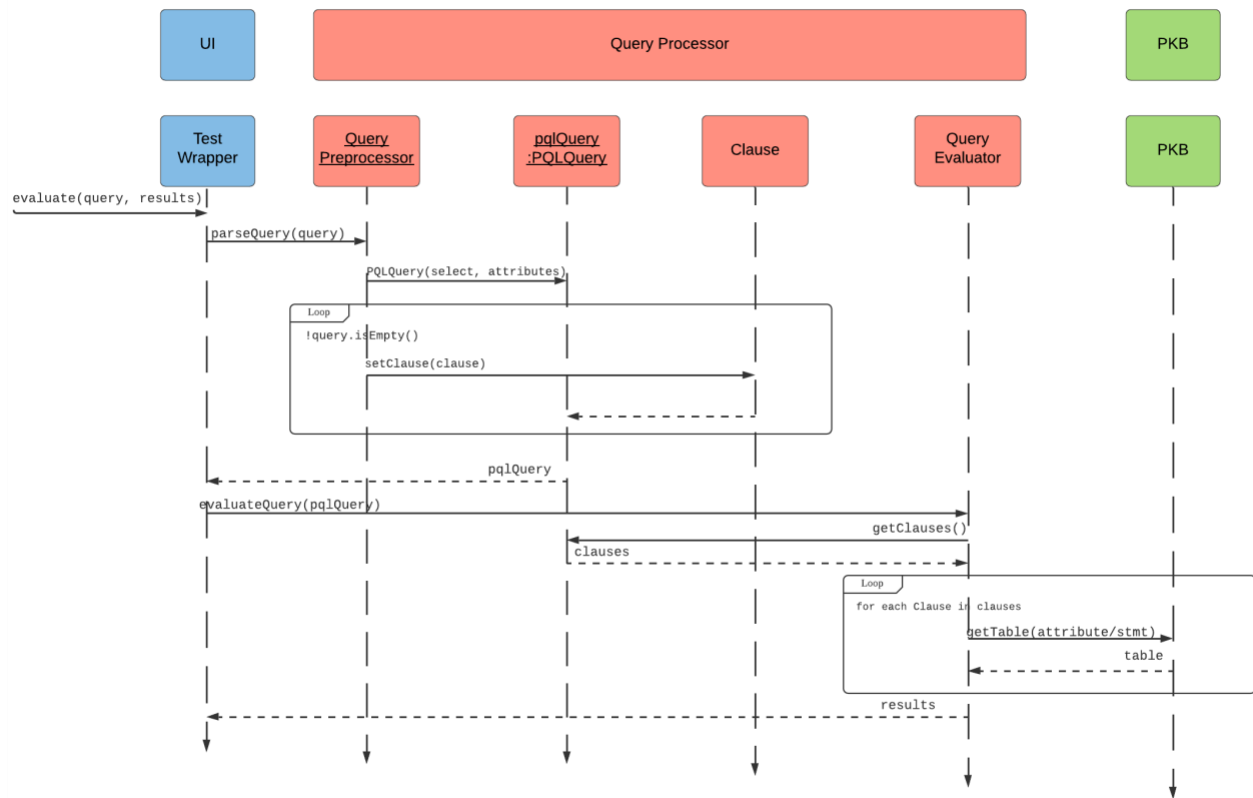 UI
Query Processor
PKB
Test
Wrapper
Query
Preprocessor
pqlQuery
:PQLQuery
Clause
Query
Evaluator
PKB
evaluate(query, results)
parseQuery(query)
PQLQuery(select, attributes)
Loop
!query.isEmpty()
setClause(clause)
pqlQuery
evaluateQuery(pqlQuery)
getClauses()
clauses
Loop
for each Clause in clauses
getTable(attribute/stmt)
table
results